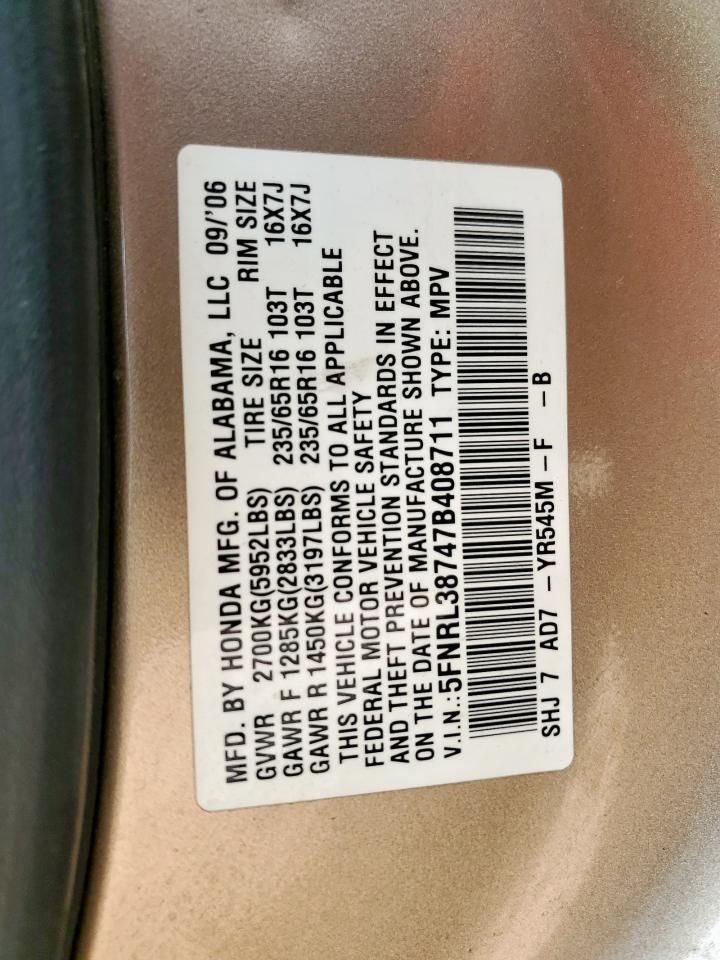 MFD. BY HONDA MFG. OF ALABAMA, LLC 09/'06
GVWR 2700KG(5952LBS) TIRE SIZE RIM SIZE
GAWR F 1285KG(2833LBS) 235/65R16 103T 16X7J
GAWR R 1450KG(3197LBS) 235/65R16 103T 16X7J
THIS VEHICLE CONFORMS TO ALL APPLICABLE
FEDERAL MOTOR VEHICLE SAFETY
AND THEFT PREVENTION STANDARDS IN EFFECT
ON THE DATE OF MANUFACTURE SHOWN ABOVE.
V.I.N.:5FNRL38747B408711 TYPE: MPV
SHJ 7 AD7 - YR545M - F - B